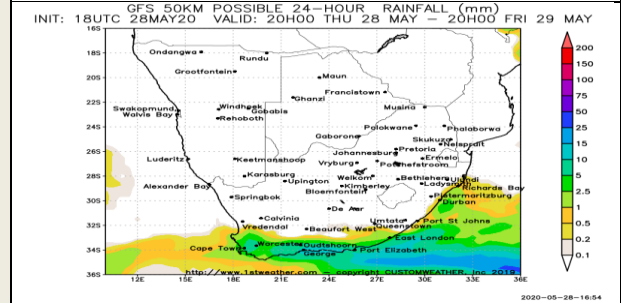 GFS 50KM POSSIBLE 24-HOUR RAINFALL (mm)
INIT: 18UTC 28MAY20 VALID: 20H00 THU 28 MAY – 20H00 FRI 29 MAY
16S
18S
20S
22S
24S
26S
28S
30S
32S
34S
36S
Ondangwa
Rundu
Grootfontein
Maun
Francistown
Ghanzi
Musina
Swakopmund
Windhoek
Gobabis
Walvis Bay
Rehoboth
Polokwane
Phalaborwa
Gaborone
Skukuza
Nelspruit
Pretoria
Johannesburg
Ermelo
Luderitz
Keetmanshoop
Vryburg
Potchefstroom
Karasburg
Upington
Welkom
Bethlehem
Ulundi
Alexander Bay
Kimberley
Ladysmith
Richards Bay
Springbok
Bloemfontein
Pietermaritzburg
Durban
De Aar
Calvinia
Umtata
Port St Johns
Vredendal
Beaufort West
Queenstown
East London
Cape Town
Worcester
Oudtshoorn
George
Port Elizabeth
http://www.1stweather.com – copyright CUSTOMWEATHER, Inc 2019
12E 15E 18E 21E 24E 27E 30E 33E 36E
200
150
100
75
50
25
15
10
5
2.5
1
0.5
0.2
0.1
2020-05-28-16:54